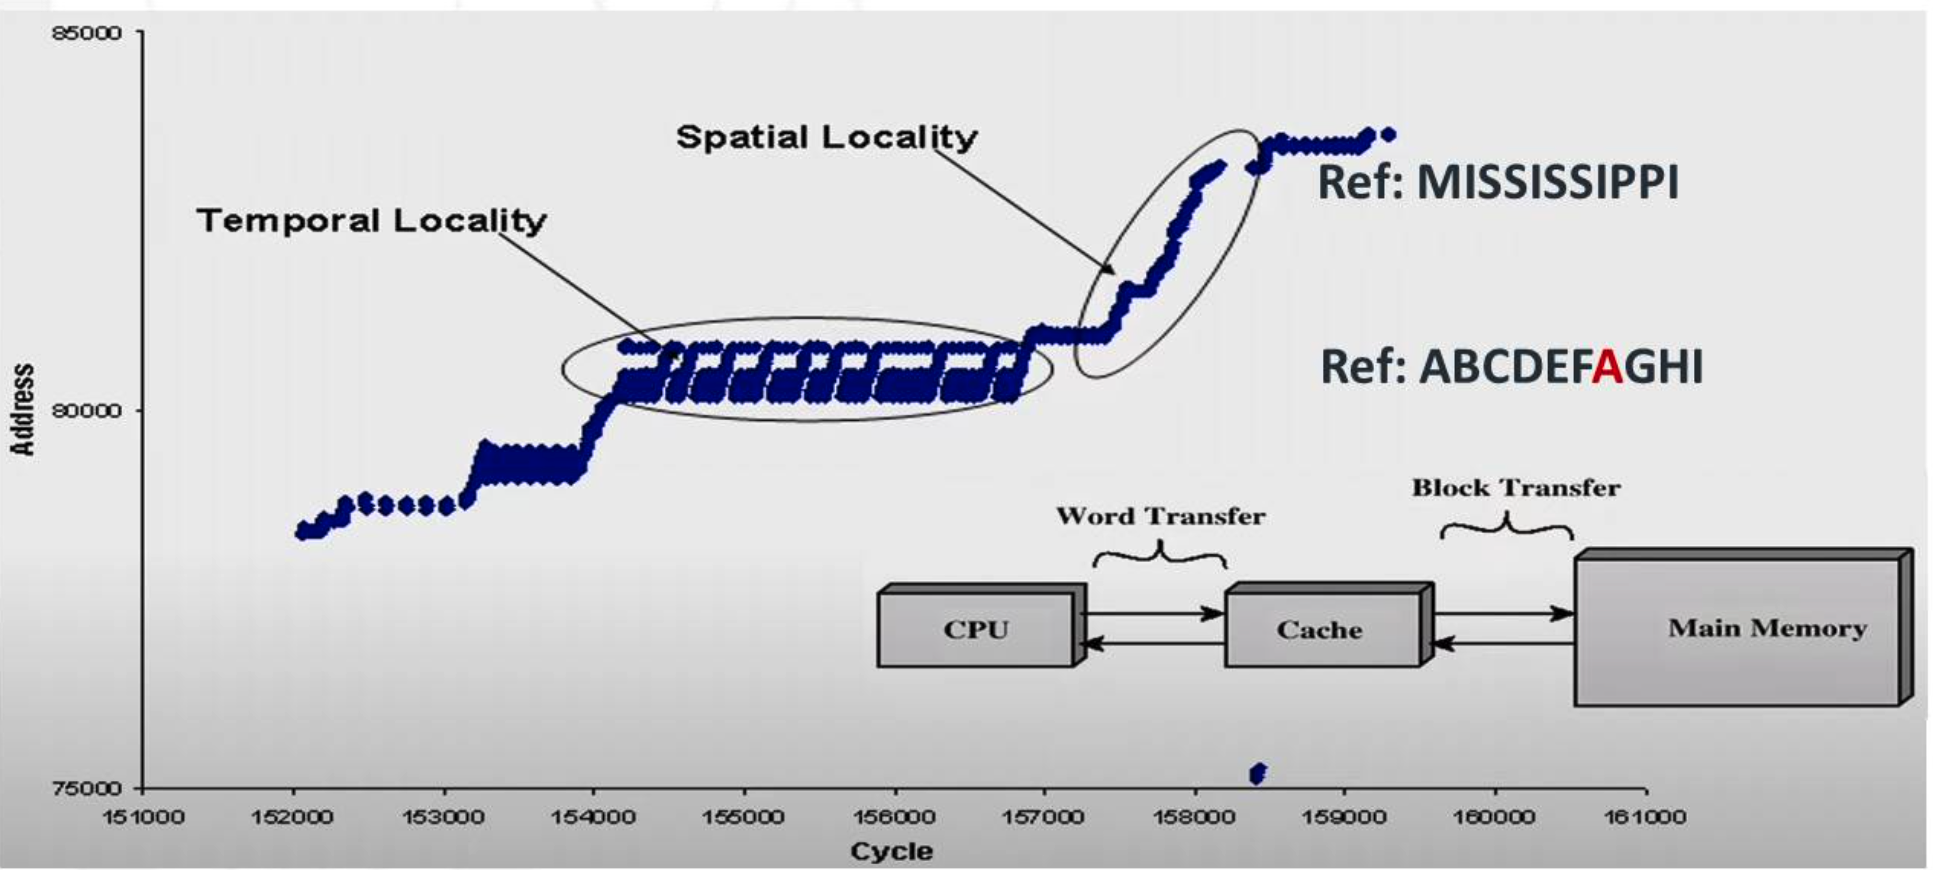 85000
Spatial Locality
Ref: MISSISSIPPI
Temporal Locality
Ref: ABCDEFAGHI
80000
Address
Block Transfer
Word Transfer
CPU
Cache
Main Memory
75000
151000 152000 153000 154000 155000 156000 157000 158000 159000 160000 161000
Cycle